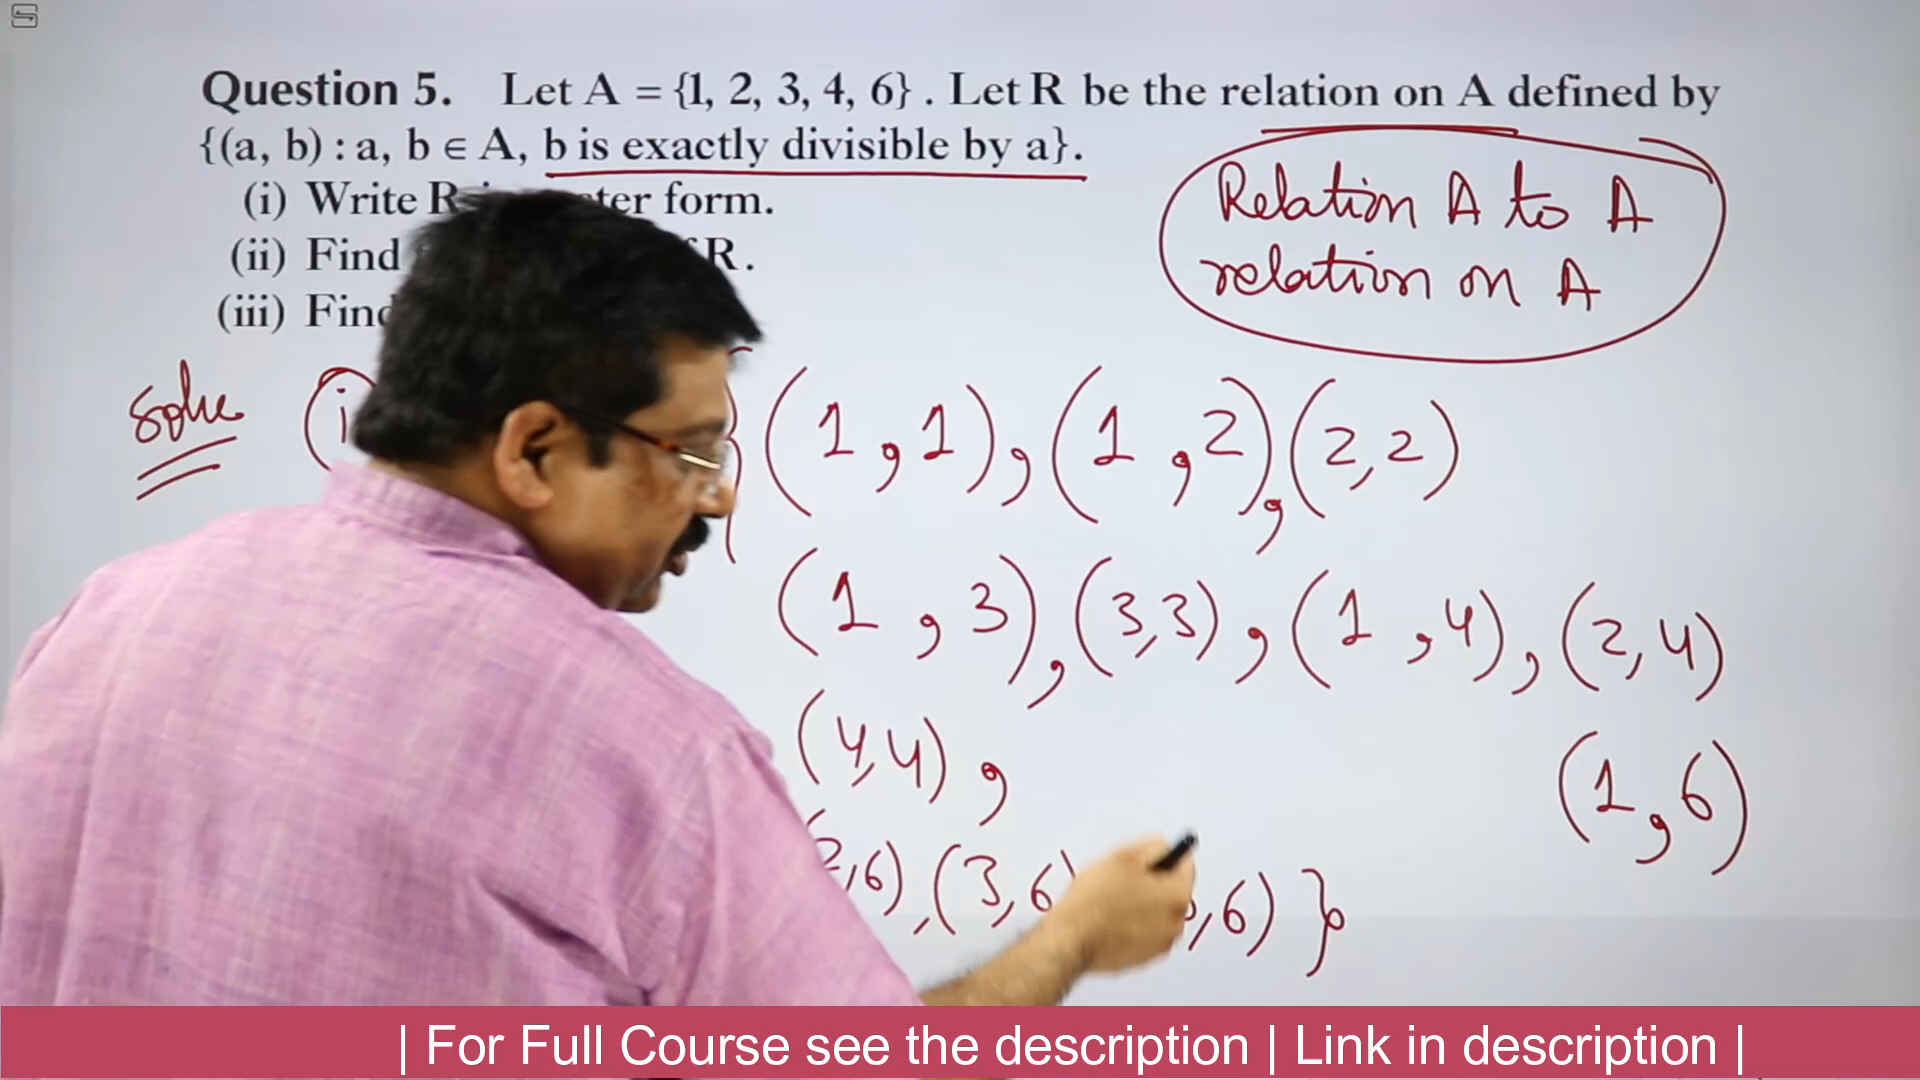 Question 5. Let A = {1, 2, 3, 4, 6} . Let R be the relation on A defined by
{(a, b) : a, b ∈ A, b is exactly divisible by a}.
(i) Write R form.
(ii) Find R.
(iii)
Relation A to A
relation on A
Solve (i
{(1, 1), (1, 2), (2, 2)
(1, 3), (3, 3), (1, 4), (2, 4)
(4, 4), (1, 6)
(2, 6), (3, 6) , 6) }
| For Full Course see the description | Link in description |